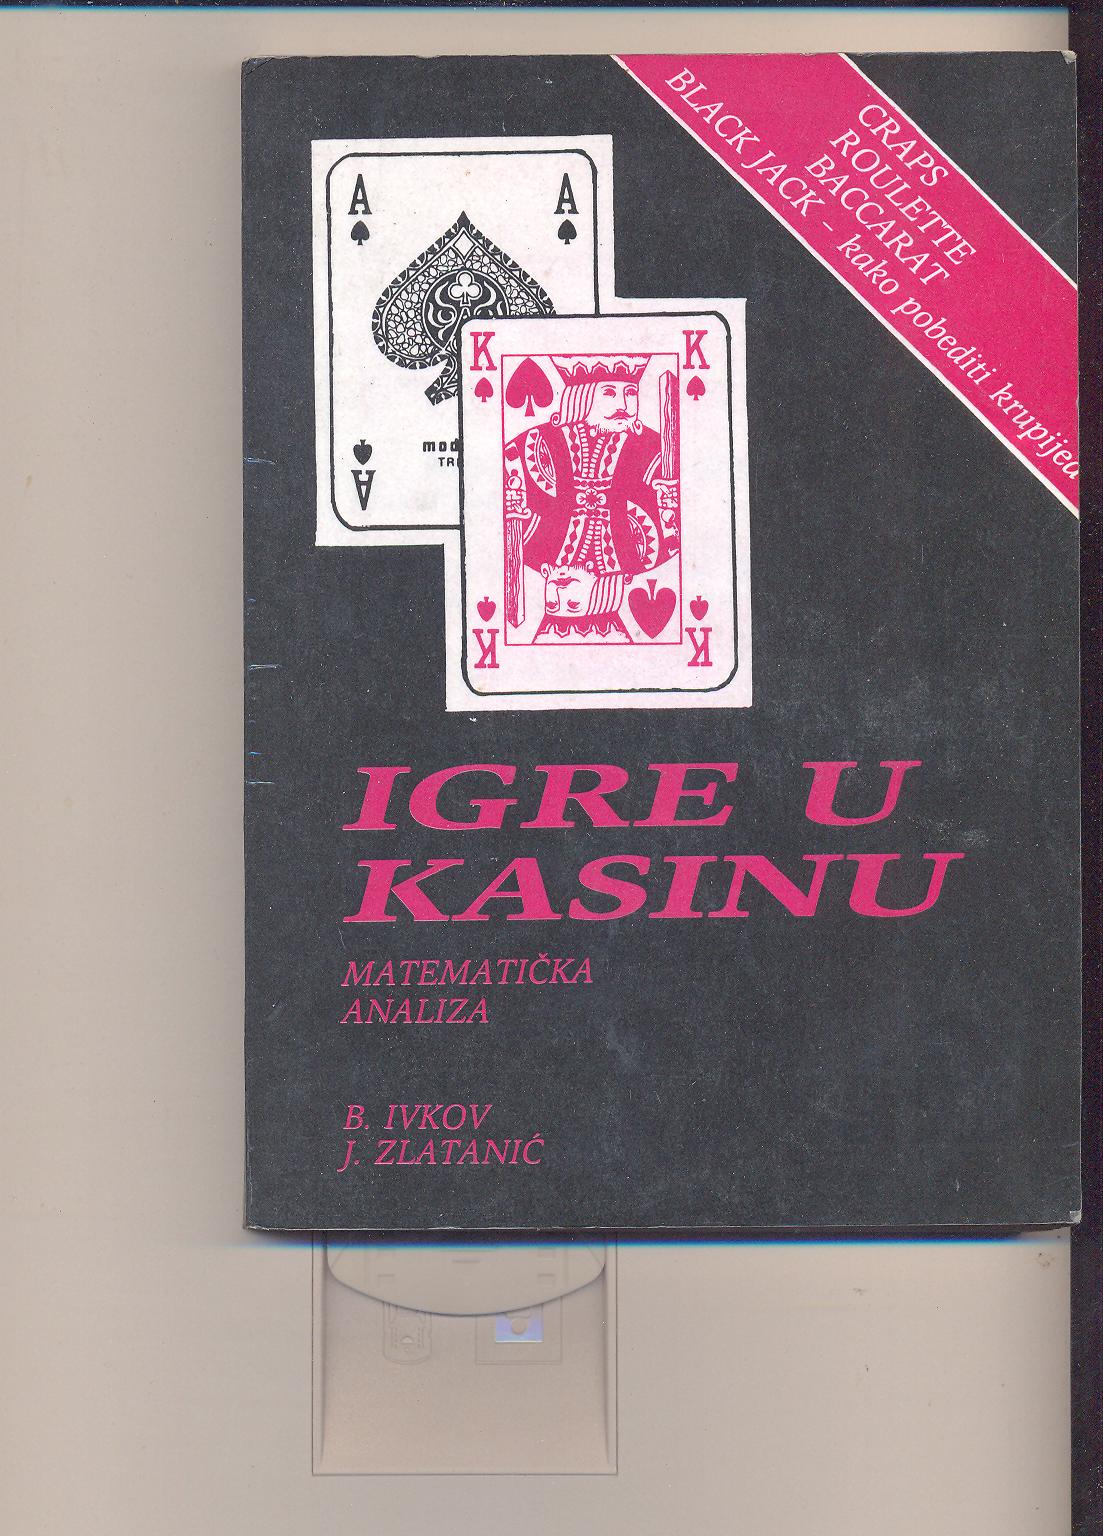 CRAPS
ROULETTE
BACCARAT
BLACK JACK - kako pobediti krupijea
A A
K K
A
K K
IGRE U
KASINU
MATEMATIČKA
ANALIZA
B. IVKOV
J. ZLATANIĆ